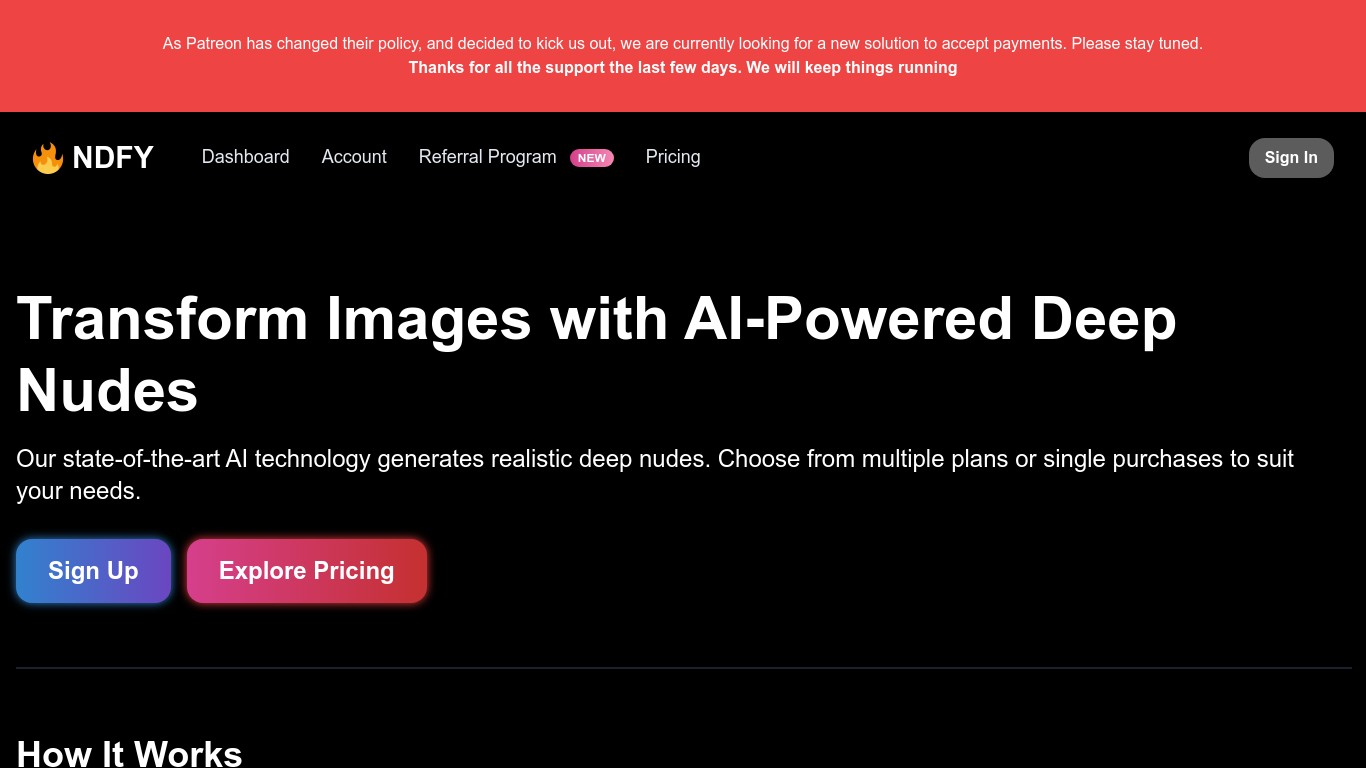 As Patreon has changed their policy, and decided to kick us out, we are currently looking for a new solution to accept payments. Please stay tuned.
Thanks for all the support the last few days. We will keep things running
NDFY Dashboard Account Referral Program NEW Pricing Sign In
Transform Images with AI-Powered Deep
Nudes
Our state-of-the-art AI technology generates realistic deep nudes. Choose from multiple plans or single purchases to suit
your needs.
Sign Up Explore Pricing
How It Works